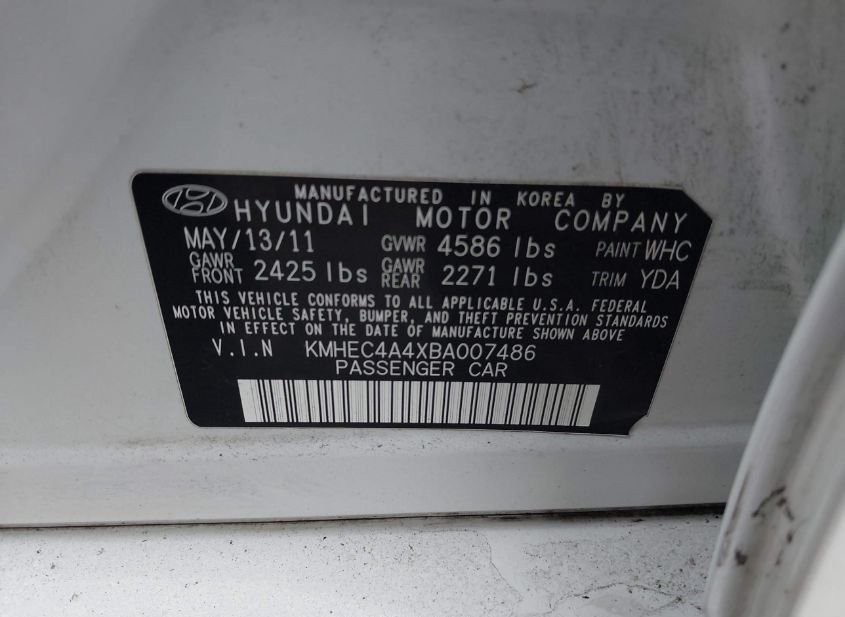 MANUFACTURED IN KOREA BY
HYUNDAI MOTOR COMPANY
MAY/13/11 GVWR 4586 lbs PAINT WHC
GAWR FRONT 2425 lbs GAWR REAR 2271 lbs TRIM YDA
THIS VEHICLE CONFORMS TO ALL APPLICABLE U.S.A. FEDERAL
MOTOR VEHICLE SAFETY, BUMPER, AND THEFT PREVENTION STANDARDS
IN EFFECT ON THE DATE OF MANUFACTURE SHOWN ABOVE
V.I.N KMHEC4A4XBA007486
PASSENGER CAR